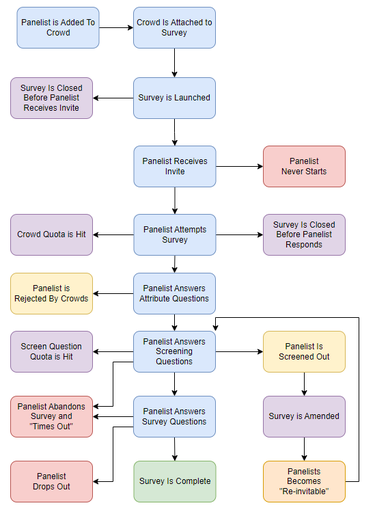 Panelist is Added To
Crowd
Crowd Is Attached to
Survey
Survey Is Closed
Before Panelist
Receives Invite
Survey is Launched
Panelist Receives
Invite
Panelist
Never Starts
Crowd Quota is Hit
Panelist Attempts
Survey
Survey Is Closed
Before Panelist
Responds
Panelist is
Rejected By Crowds
Panelist Answers
Attribute Questions
Screen Question
Quota is Hit
Panelist Answers
Screening
Questions
Panelist Is
Screened Out
Panelist Abandons
Survey and
"Times Out"
Panelist Answers
Survey Questions
Survey is Amended
Panelist
Drops Out
Survey Is Complete
Panelists
Becomes
"Re-invitable"